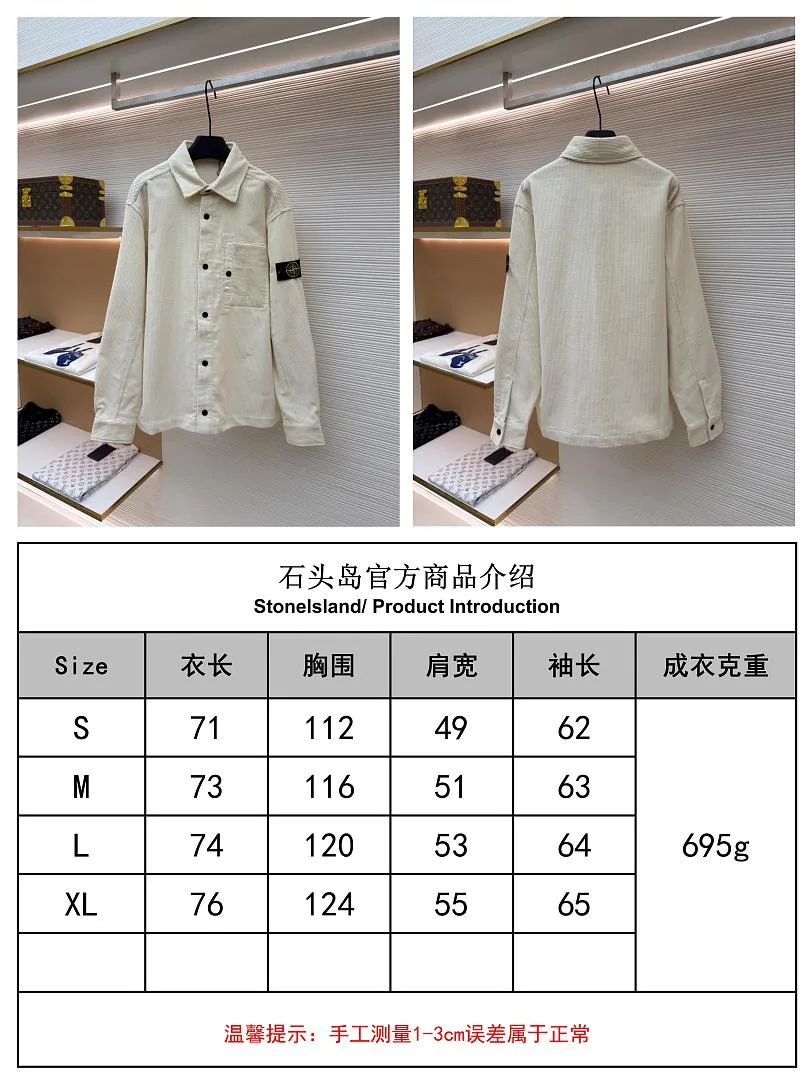 石头岛官方商品介绍
StoneIsland/ Product Introduction
Size 衣长 胸围 肩宽 袖长 成衣克重
S 71 112 49 62
M 73 116 51 63
L 74 120 53 64
695g
XL 76 124 55 65
温馨提示：手工测量1-3cm误差属于正常